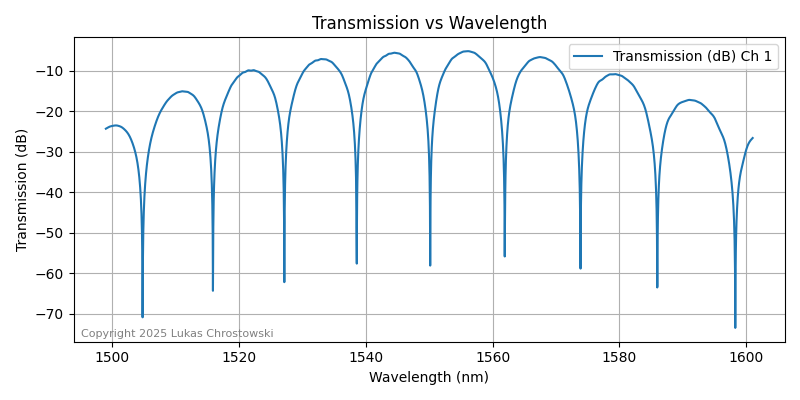 Transmission vs Wavelength
Transmission (dB) Ch 1
Transmission (dB)
−10
−20
−30
−40
−50
−60
−70
Copyright 2025 Lukas Chrostowski
1500 1520 1540 1560 1580 1600
Wavelength (nm)